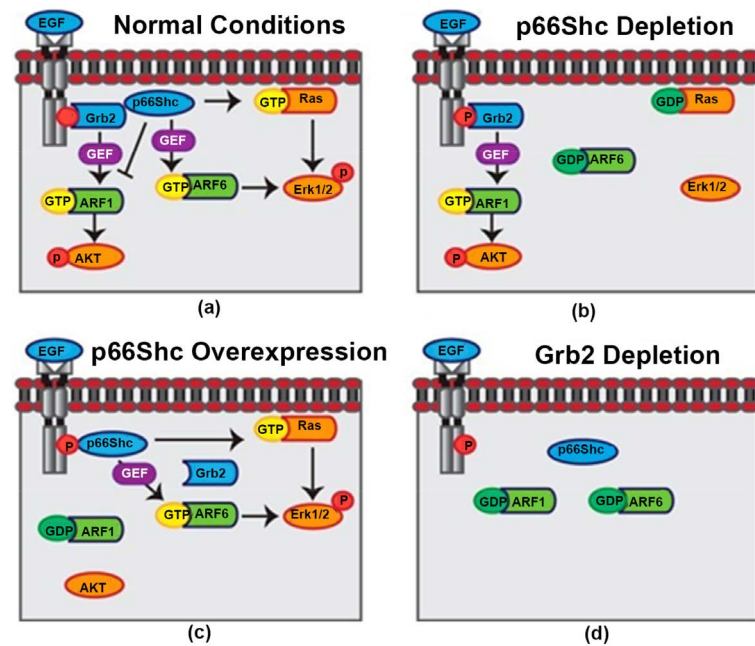 EGF
Normal Conditions
p66Shc
GTP Ras
Grb2
GEF
GEF
GTP ARF6
p
Erk1/2
GTP ARF1
p AKT
(a)
EGF
p66Shc Depletion
GDP Ras
P Grb2
GEF
GDP ARF6
GTP ARF1
Erk1/2
P AKT
(b)
EGF
p66Shc Overexpression
P p66Shc
GTP Ras
GEF
Grb2
GTP ARF6
P
Erk1/2
GDP ARF1
AKT
(c)
EGF
Grb2 Depletion
P
p66Shc
GDP ARF1
GDP ARF6
(d)